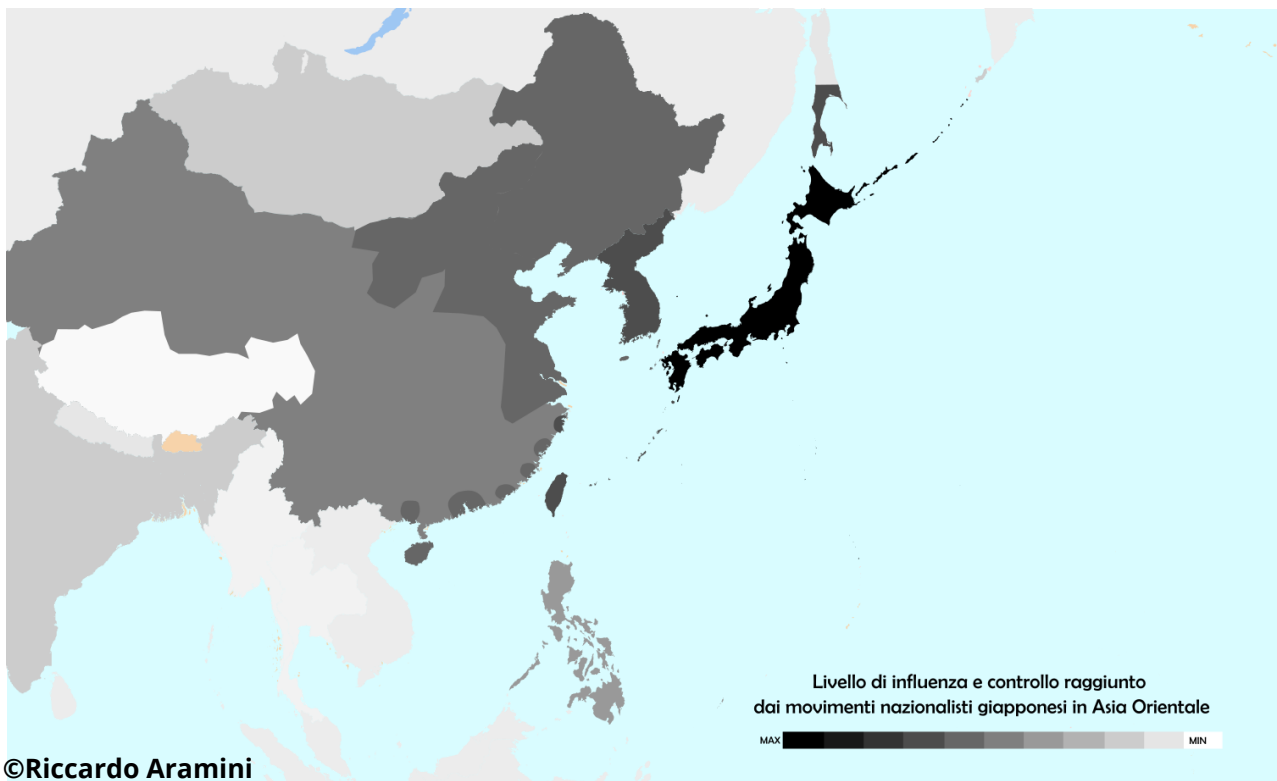 Livello di influenza e controllo raggiunto
dai movimenti nazionalisti giapponesi in Asia Orientale
MAX MIN
©Riccardo Aramini